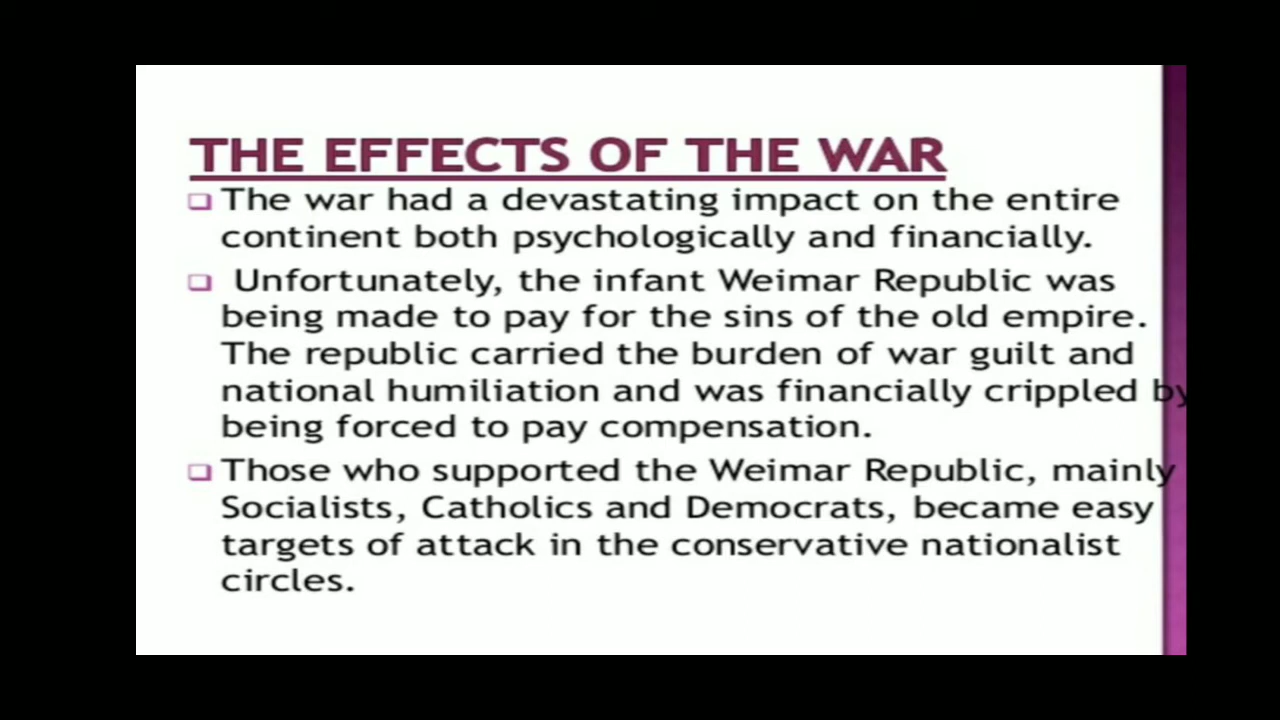 THE EFFECTS OF THE WAR
The war had a devastating impact on the entire
continent both psychologically and financially.
Unfortunately, the infant Weimar Republic was
being made to pay for the sins of the old empire.
The republic carried the burden of war guilt and
national humiliation and was financially crippled by
being forced to pay compensation.
Those who supported the Weimar Republic, mainly
Socialists, Catholics and Democrats, became easy
targets of attack in the conservative nationalist
circles.